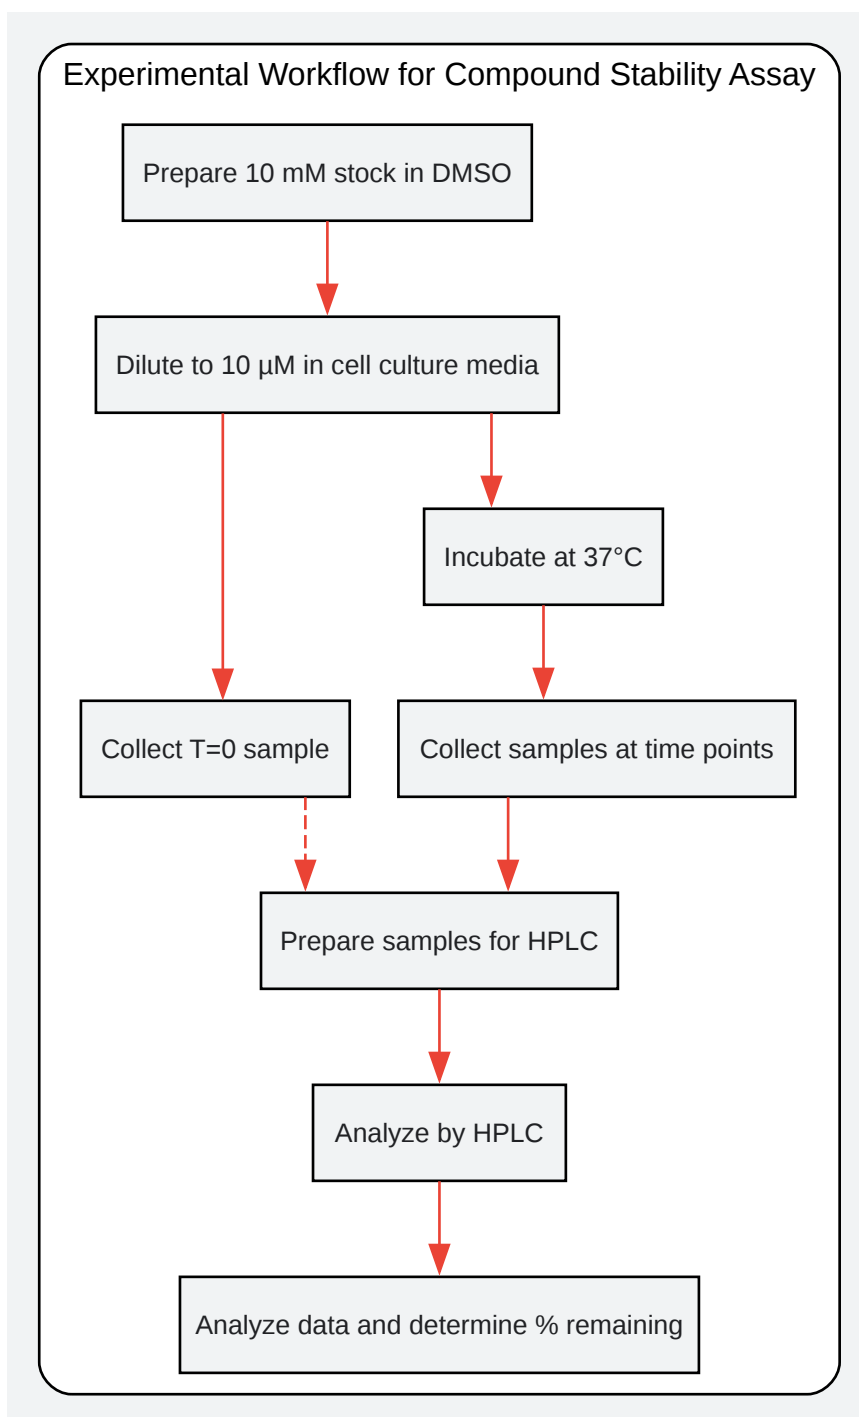 Experimental Workflow for Compound Stability Assay
Prepare 10 mM stock in DMSO
Dilute to 10 µM in cell culture media
Incubate at 37°C
Collect T=0 sample
Collect samples at time points
Prepare samples for HPLC
Analyze by HPLC
Analyze data and determine % remaining